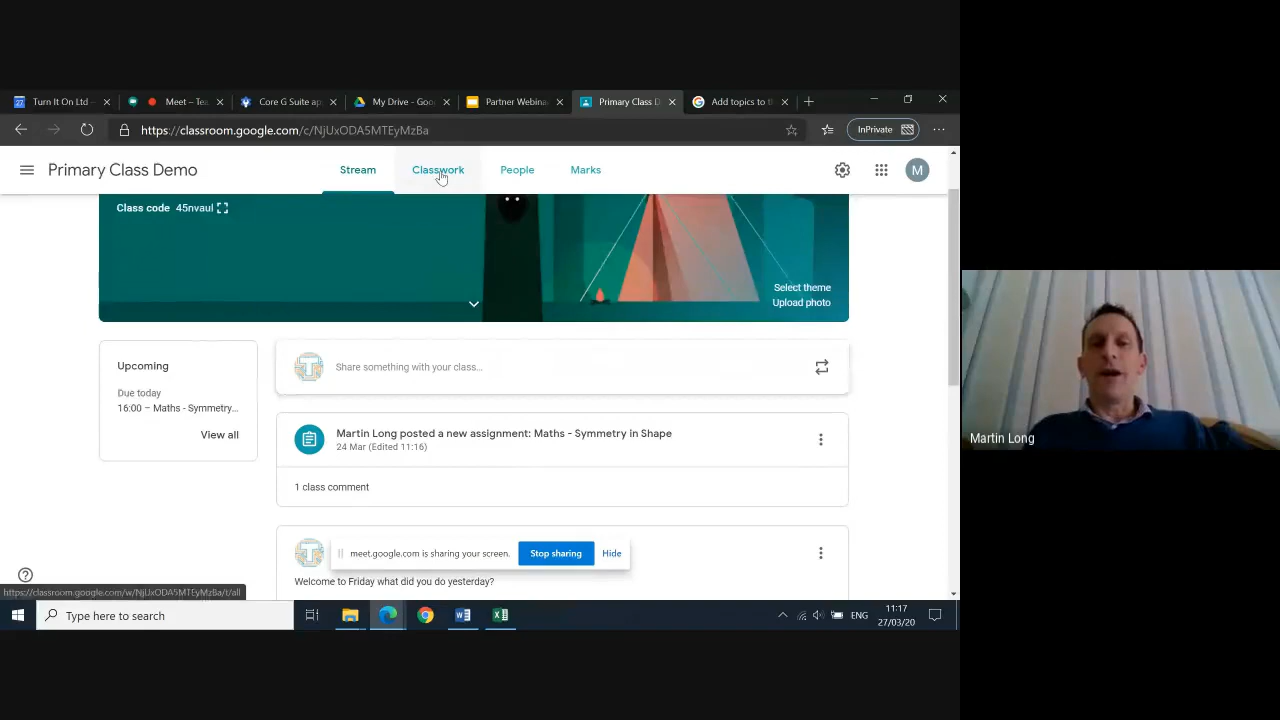 Turn It On Ltd –
Meet – Tea
Core G Suite ap
My Drive - Goo
Partner Webina
Primary Class D
Add topics to th
https://classroom.google.com/c/NjUxODA5MTEyMzBa
InPrivate
Primary Class Demo
Stream
Classwork
People
Marks
M
Class code 45nvaul
Select theme
Upload photo
Upcoming
Due today
16:00 – Maths - Symmetry...
View all
Share something with your class...
Martin Long posted a new assignment: Maths - Symmetry in Shape
24 Mar (Edited 11:16)
1 class comment
meet.google.com is sharing your screen.
Stop sharing
Hide
Welcome to Friday what did you do yesterday?
https://classroom.google.com/w/NjUxODA5MTEyMzBa/t/all
Type here to search
ENG
11:17
27/03/20
Martin Long